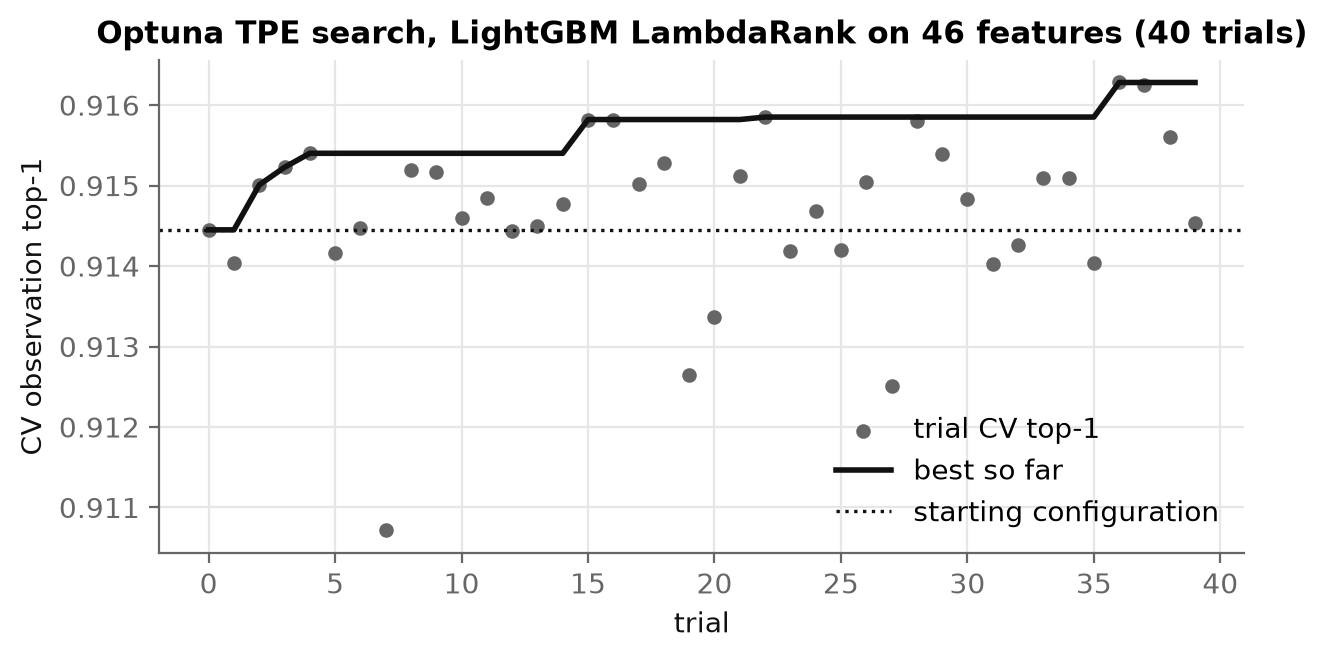 Optuna TPE search, LightGBM LambdaRank on 46 features (40 trials)
CV observation top-1
0.916
0.915
0.914
0.913
0.912
0.911
trial CV top-1
best so far
starting configuration
0 5 10 15 20 25 30 35 40
trial